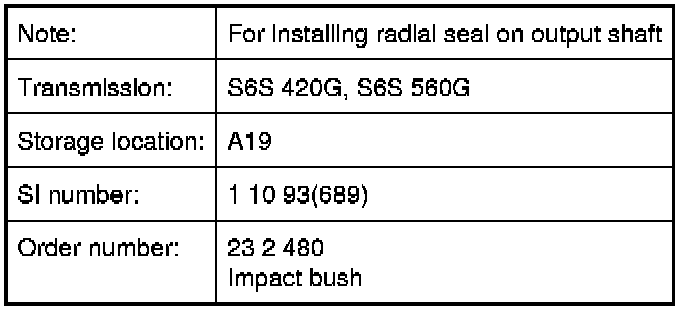 Note: For installing radial seal on output shaft
Transmission: S6S 420G, S6S 560G
Storage location: A19
SI number: 1 10 93(689)
Order number: 23 2 480
Impact bush